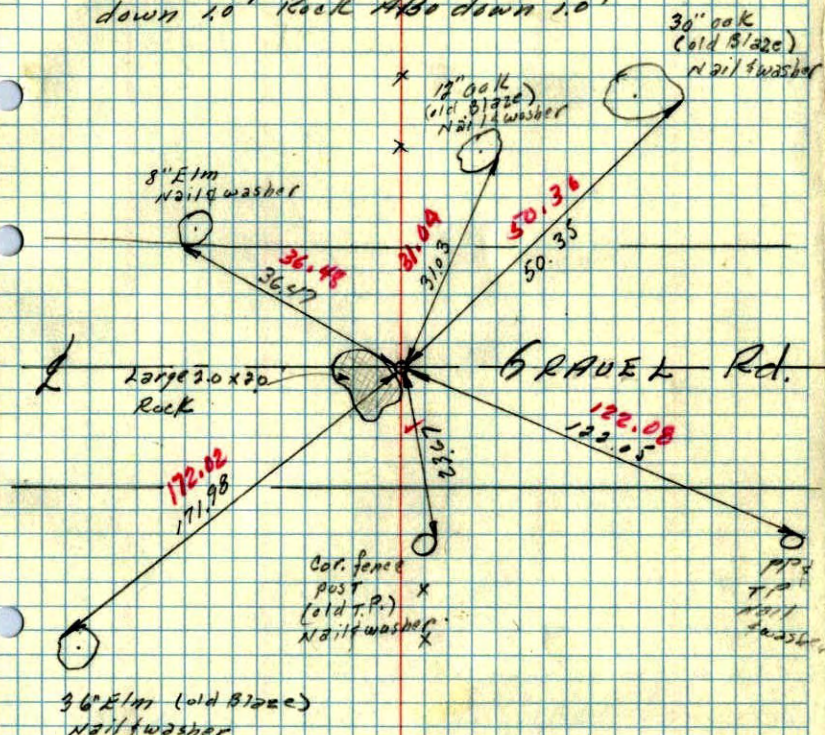 down 1.0' Rock Also down 1.0'
30" oak
(old Blaze)
Nail & washer
12" oak
(old Blaze)
Nail & washer
8" Elm
Nail & washer
50.36
50.35
31.04
31.03
36.48
36.47
GRAVEL Rd.
Large 2.0 x 2.0
Rock
122.08
122.05
23.67
172.02
171.98
Cor. fence
post
(old T.P.)
Nail & washer
PP &
TP
Nail
& washer
36" Elm (old Blaze)
Nail & washer